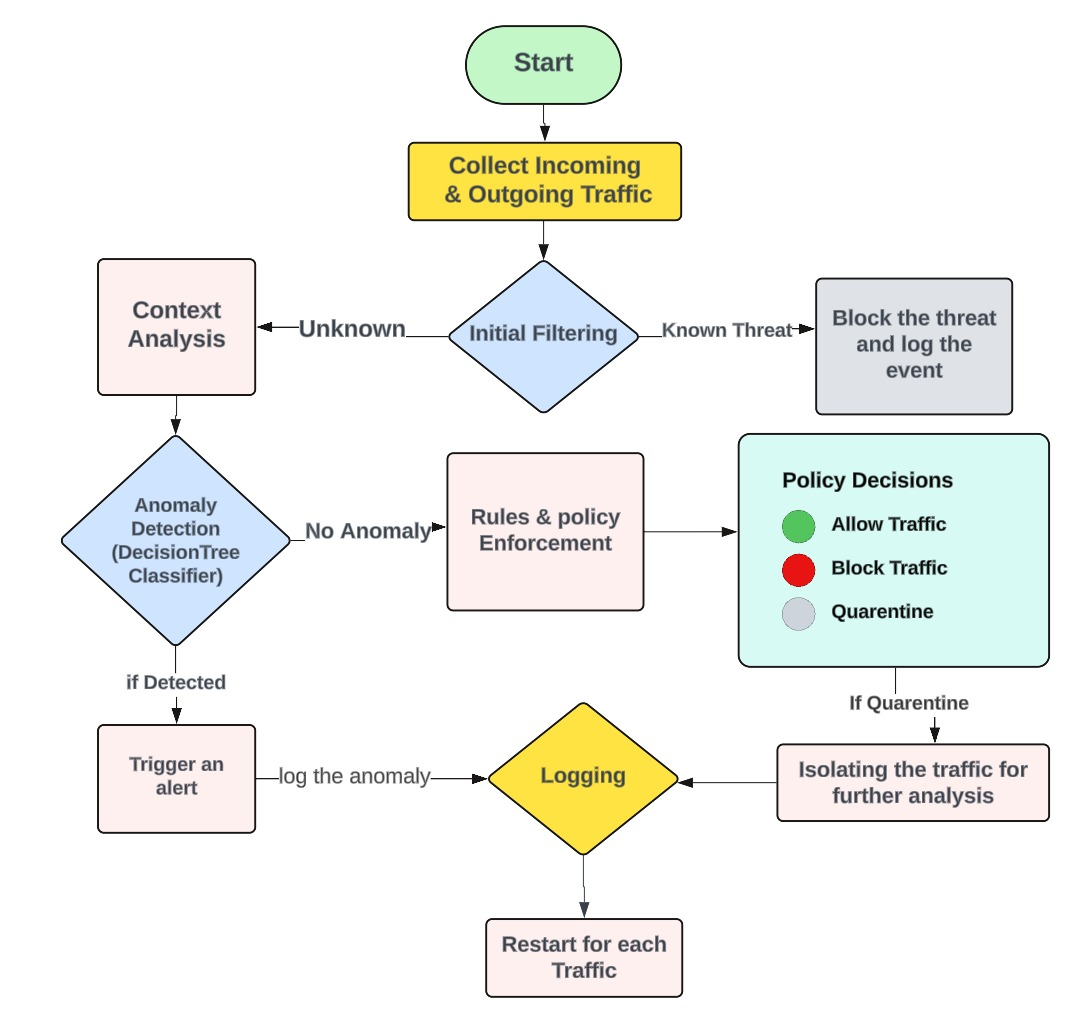 Start
Collect Incoming
& Outgoing Traffic
Context
Analysis
Unknown
Initial Filtering
Known Threat
Block the threat
and log the
event
Anomaly
Detection
(DecisionTree
Classifier)
No Anomaly
Rules & policy
Enforcement
Policy Decisions
Allow Traffic
Block Traffic
Quarentine
if Detected
If Quarentine
Trigger an
alert
log the anomaly
Logging
Isolating the traffic for
further analysis
Restart for each
Traffic